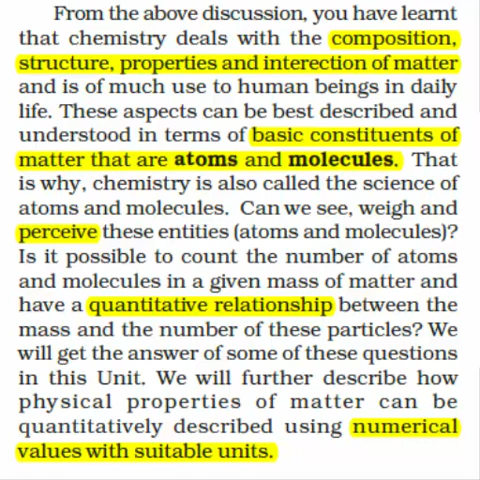 From the above discussion, you have learnt
that chemistry deals with the composition,
structure, properties and interection of matter
and is of much use to human beings in daily
life. These aspects can be best described and
understood in terms of basic constituents of
matter that are atoms and molecules. That
is why, chemistry is also called the science of
atoms and molecules. Can we see, weigh and
perceive these entities (atoms and molecules)?
Is it possible to count the number of atoms
and molecules in a given mass of matter and
have a quantitative relationship between the
mass and the number of these particles? We
will get the answer of some of these questions
in this Unit. We will further describe how
physical properties of matter can be
quantitatively described using numerical
values with suitable units.